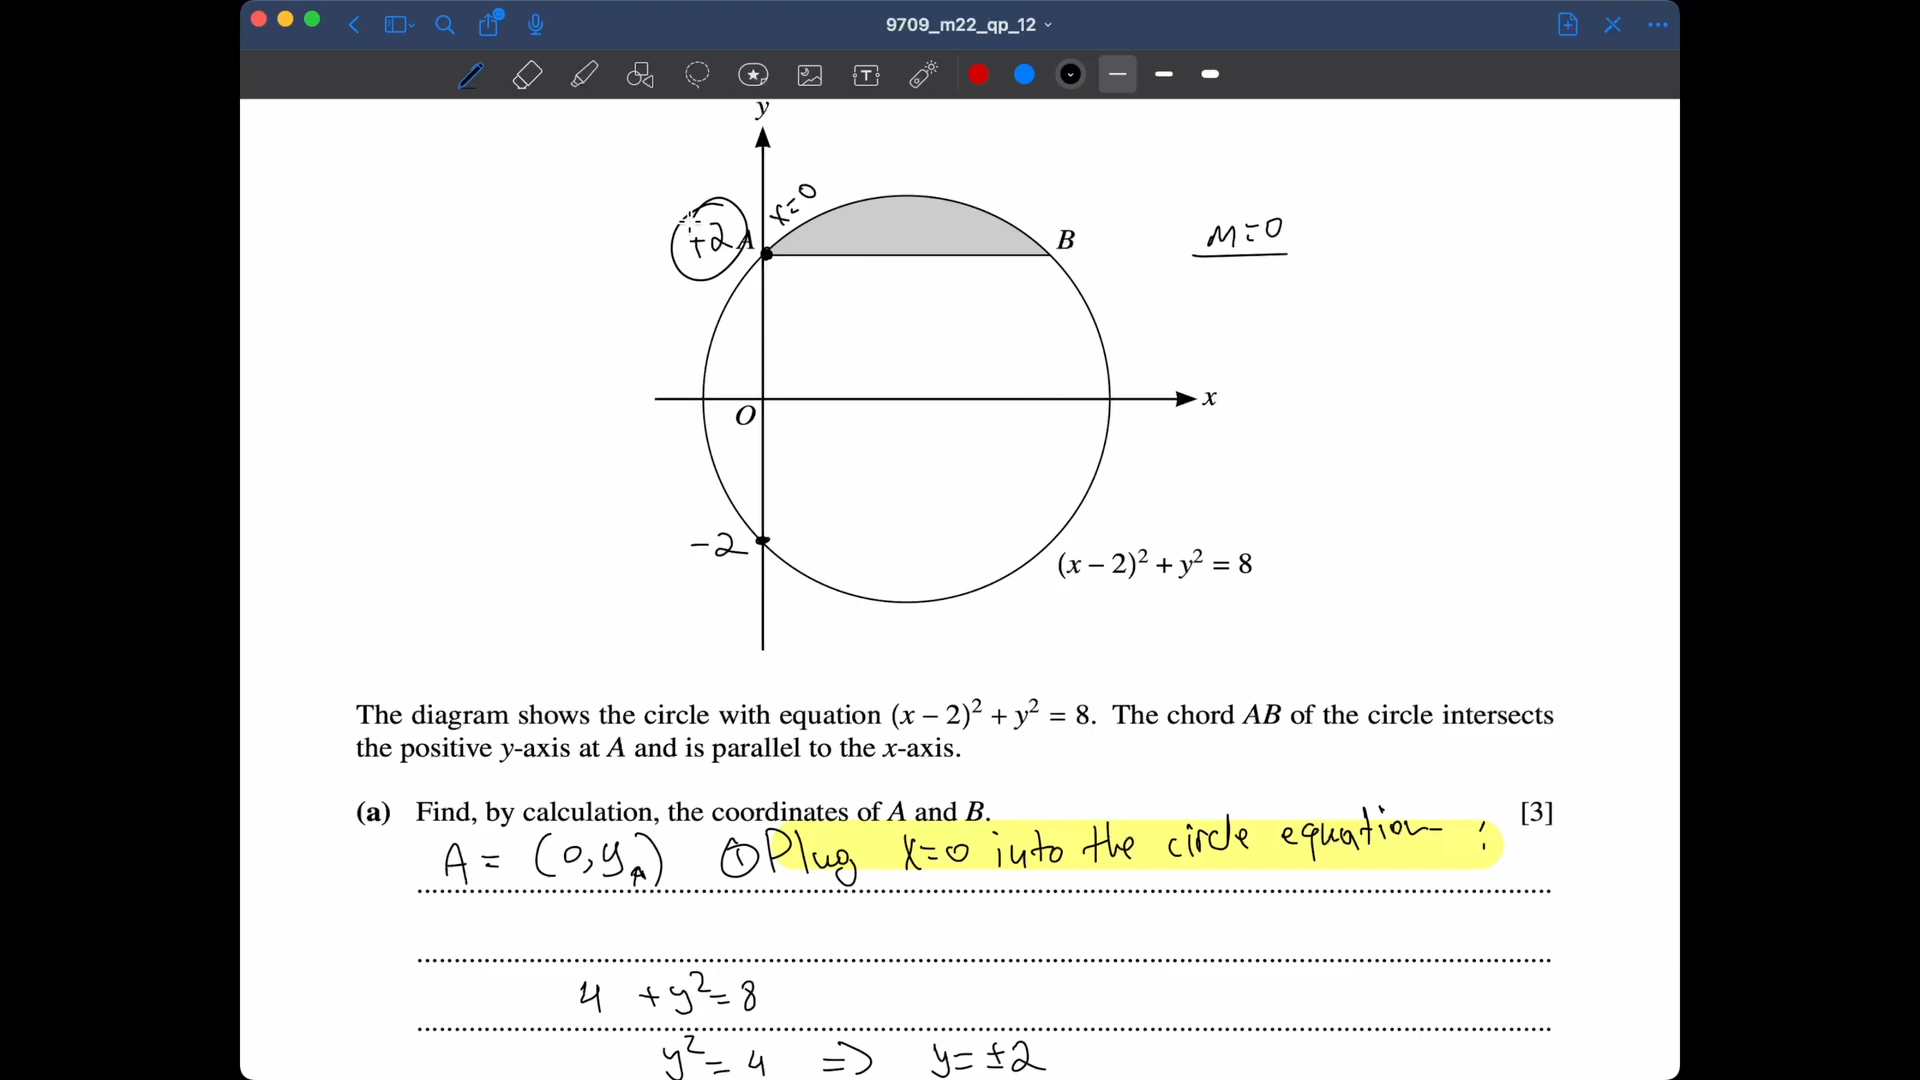 9709_m22_qp_12
y
x=0
+2 A
B
M=0
O
x
-2
(x − 2)² + y² = 8
The diagram shows the circle with equation (x − 2)² + y² = 8. The chord AB of the circle intersects
the positive y-axis at A and is parallel to the x-axis.
(a) Find, by calculation, the coordinates of A and B. [3]
A = (0, y_A) ① Plug x=0 into the circle equation :
4 + y² = 8
y² = 4 => y = ±2